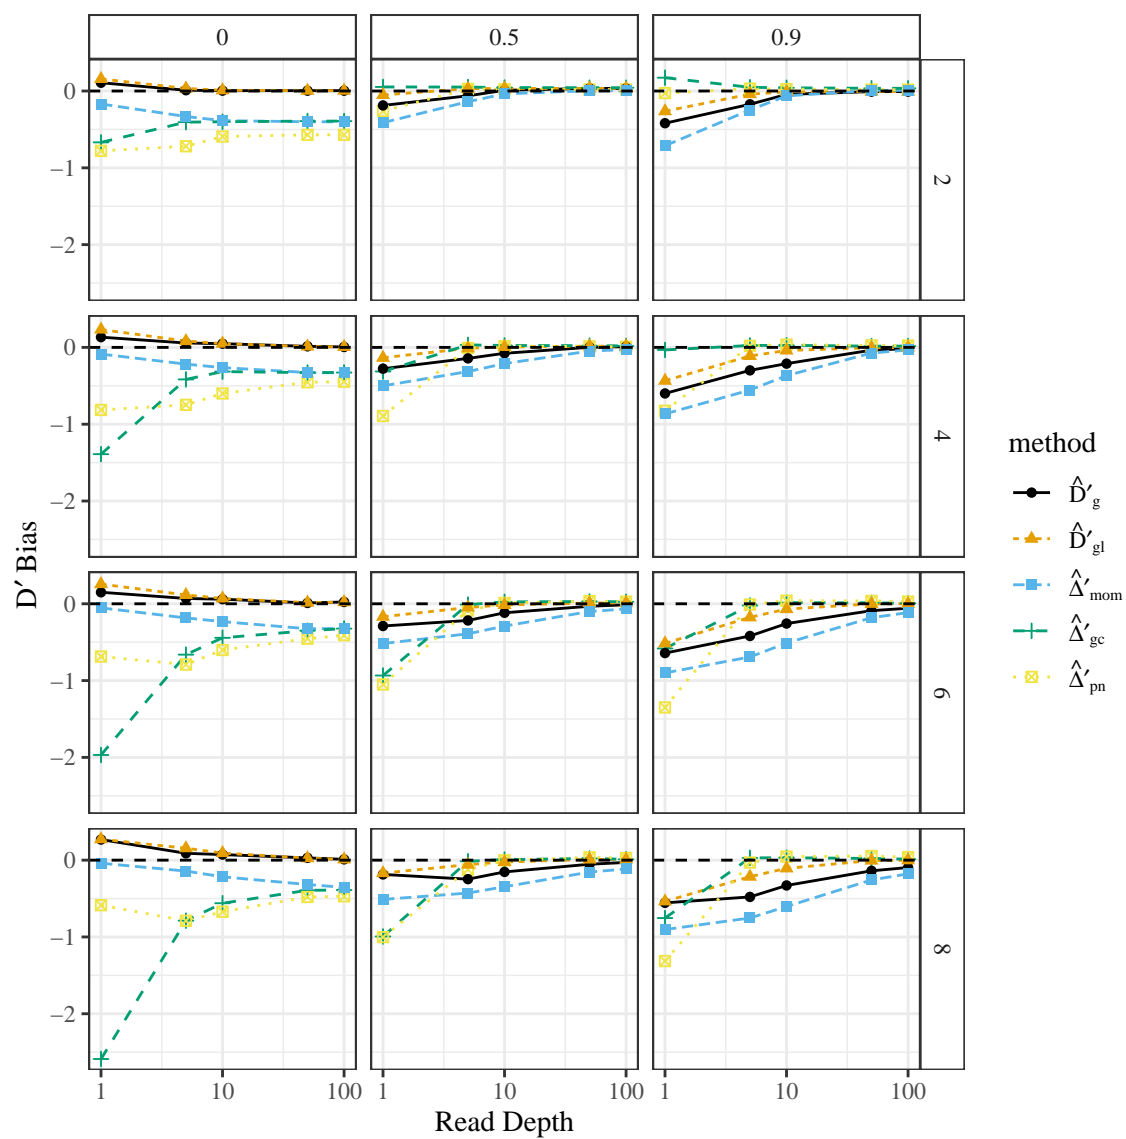 0 0.5 0.9
0
−1
−2
2
0
−1
−2
4
0
−1
−2
6
0
−1
−2
8
1 10 100 1 10 100 1 10 100
Read Depth
D′ Bias
method
D̂′g
D̂′gl
Δ̂′mom
Δ̂′gc
Δ̂′pn